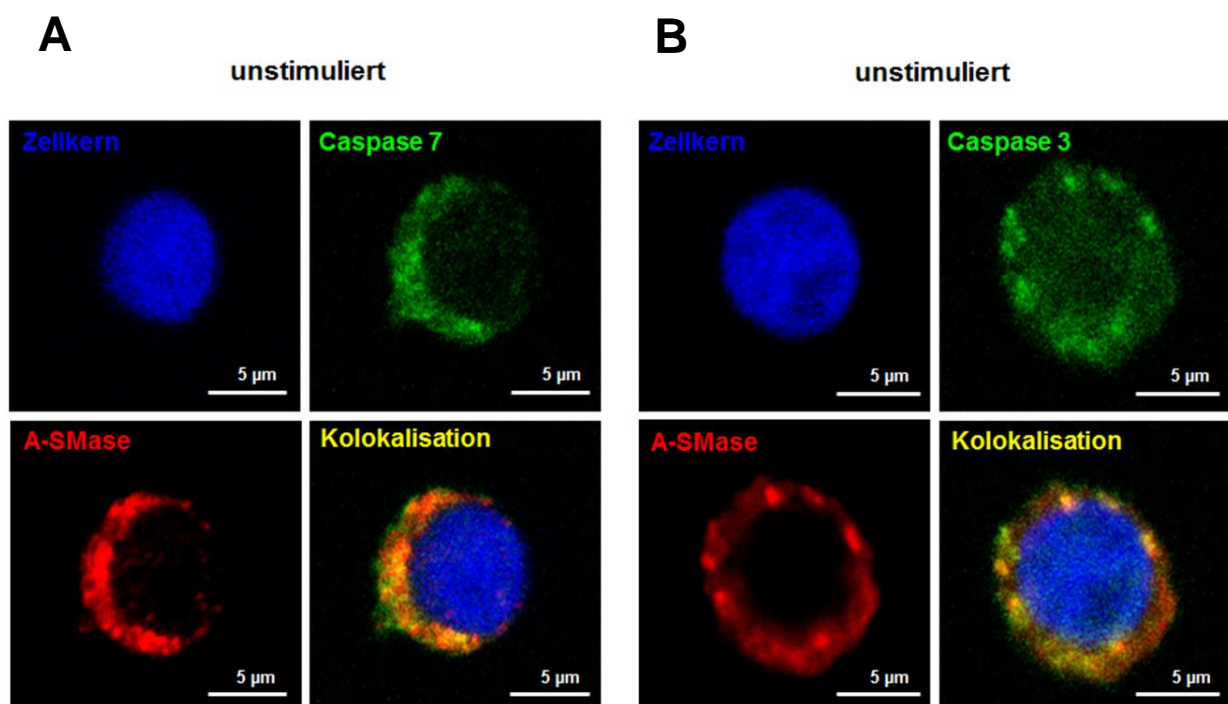 A
unstimuliert
Zellkern
Caspase 7
5 µm
5 µm
A-SMase
Kolokalisation
5 µm
5 µm
B
unstimuliert
Zellkern
Caspase 3
5 µm
5 µm
A-SMase
Kolokalisation
5 µm
5 µm